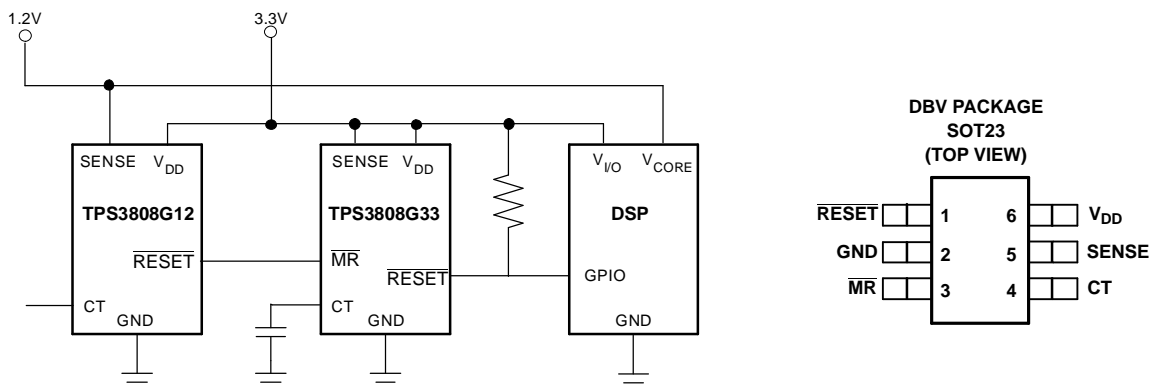 1.2V
3.3V
SENSE VDD
TPS3808G12
RESET
CT
GND
SENSE VDD
TPS3808G33
MR
RESET
CT
GND
VI/O VCORE
DSP
GPIO
GND
DBV PACKAGE
SOT23
(TOP VIEW)
RESET 1 6 VDD
GND 2 5 SENSE
MR 3 4 CT